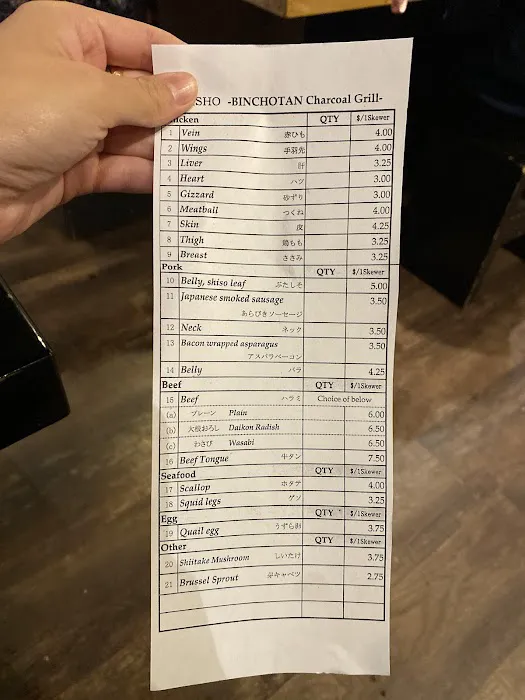 SHO -BINCHOTAN Charcoal Grill-
icken QTY $/1Skewer
1 Vein 赤ひも 4.00
2 Wings 手羽先 4.00
3 Liver 肝 3.25
4 Heart ハツ 3.00
5 Gizzard 砂ずり 3.00
6 Meatball つくね 4.00
7 Skin 皮 4.25
8 Thigh 鶏もも 3.25
9 Breast ささみ 3.25
Pork QTY $/1Skewer
10 Belly, shiso leaf ぶたしそ 5.00
11 Japanese smoked sausage 3.50
あらびきソーセージ
12 Neck ネック 3.50
13 Bacon wrapped asparagus 3.50
アスパラベーコン
14 Belly バラ 4.25
Beef QTY $/1Skewer
15 Beef ハラミ Choice of below
(a) プレーン Plain 6.00
(b) 大根おろし Daikon Radish 6.50
(c) わさび Wasabi 6.50
16 Beef Tongue 牛タン 7.50
Seafood QTY $/1Skewer
17 Scallop ホタテ 4.00
18 Squid legs ゲソ 3.25
Egg QTY $/1Skewer
19 Quail egg うずら卵 3.75
Other QTY $/1Skewer
20 Shiitake Mushroom しいたけ 3.75
21 Brussel Sprout 芽キャベツ 2.75